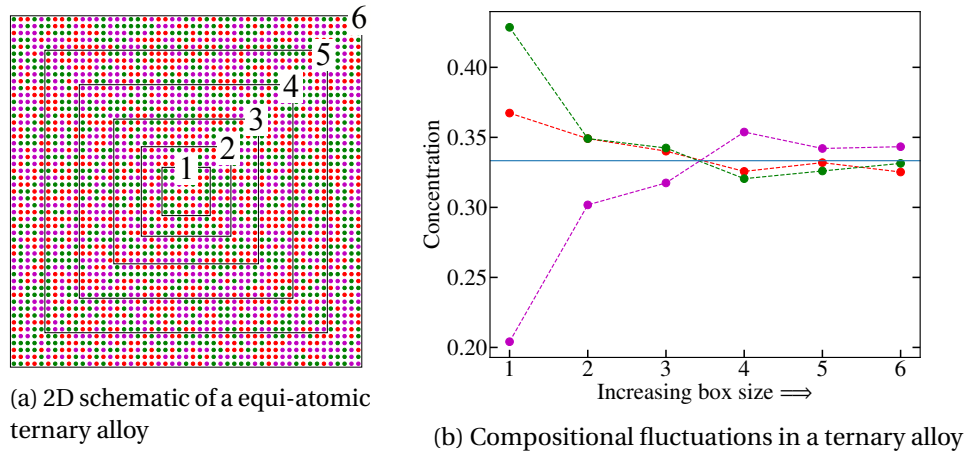 6
5
4
3
2
1
(a) 2D schematic of a equi-atomic
ternary alloy
Concentration
0.40
0.35
0.30
0.25
0.20
1 2 3 4 5 6
Increasing box size ⟹
(b) Compositional fluctuations in a ternary alloy